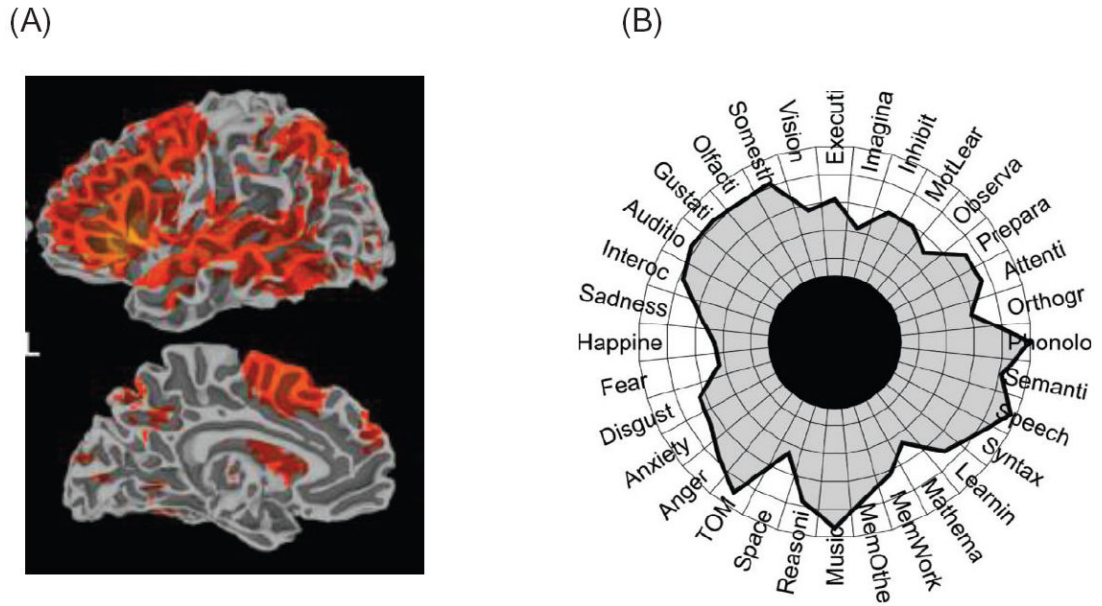 (A)
(B)
L
Executi
Imagina
Inhibit
MotLear
Observa
Prepara
Attenti
Orthogr
Phonolo
Semanti
Speech
Syntax
Learnin
Mathema
MemWork
MemOthe
Music
Reasoni
Space
TOM
Anger
Anxiety
Disgust
Fear
Happine
Sadness
Interoc
Auditio
Gustati
Olfacti
Somesth
Vision